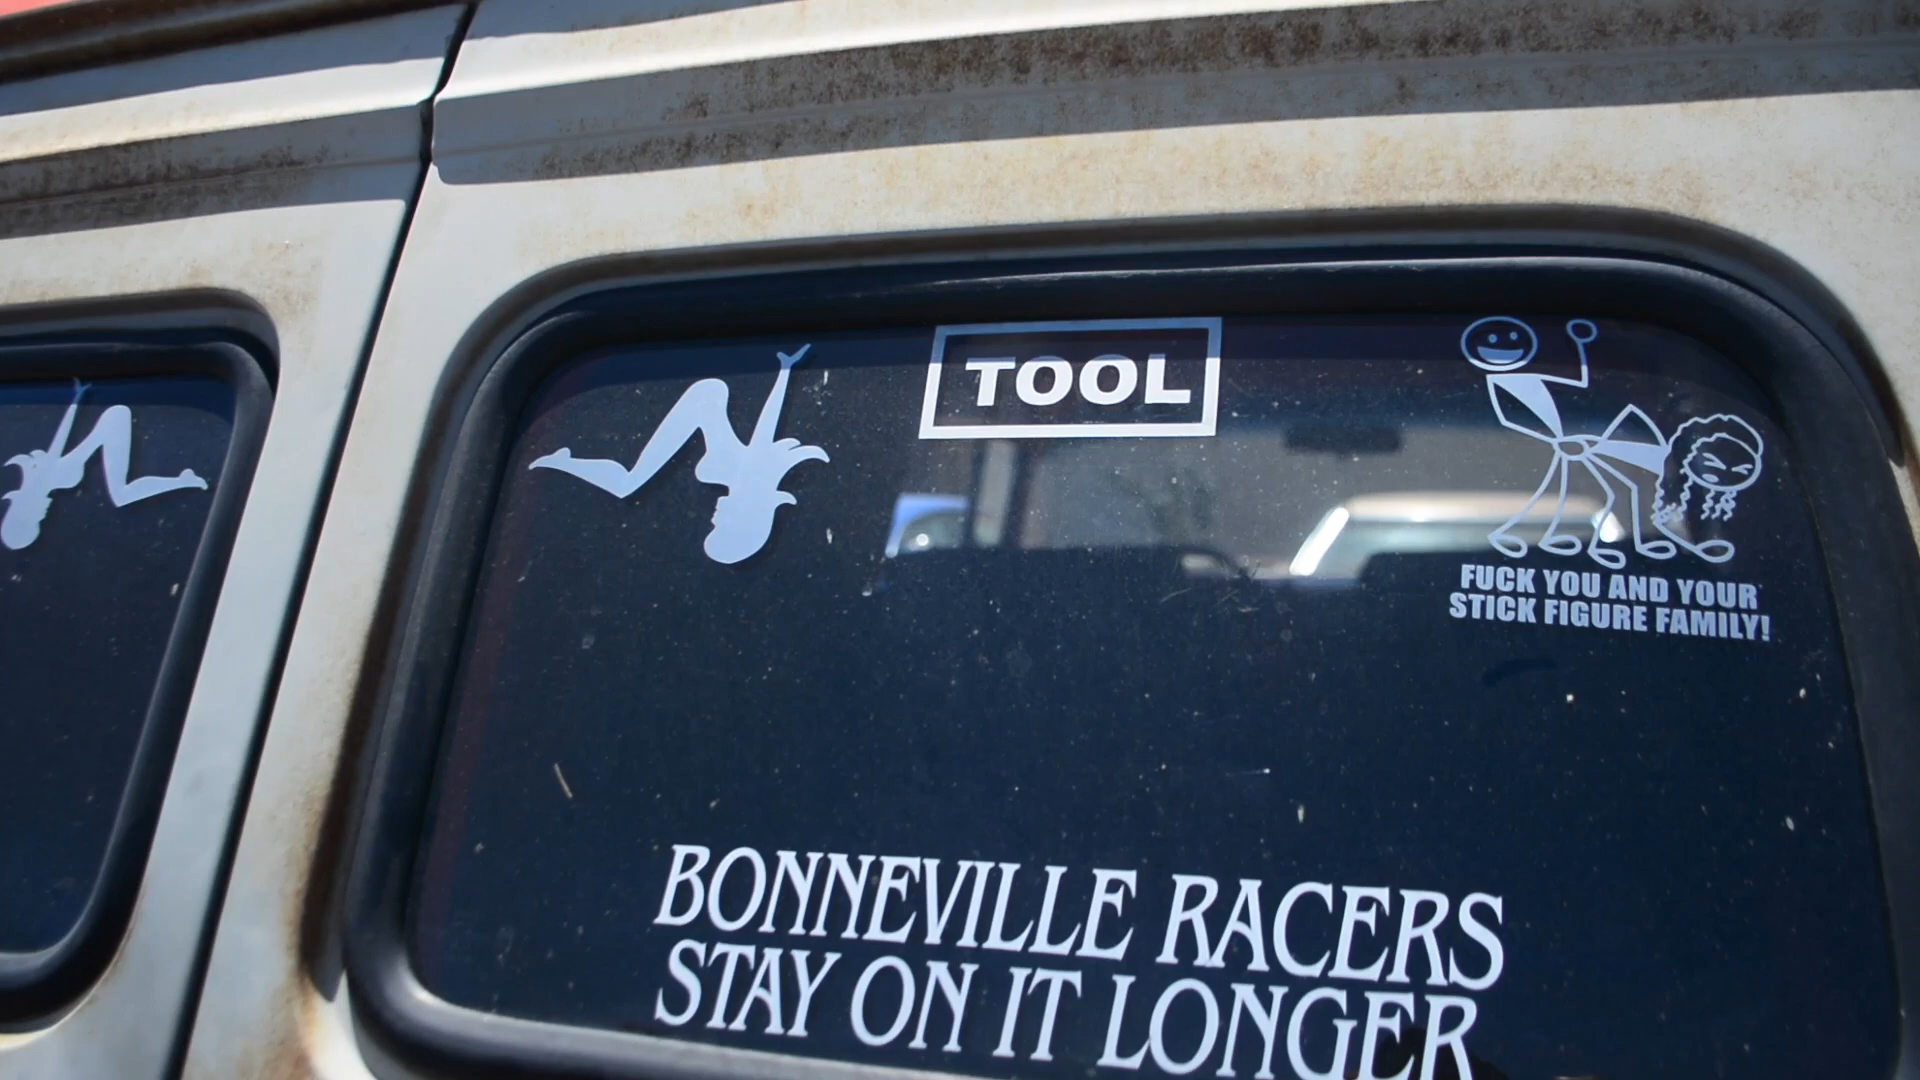 TOOL
FUCK YOU AND YOUR
STICK FIGURE FAMILY!
BONNEVILLE RACERS
STAY ON IT LONGER